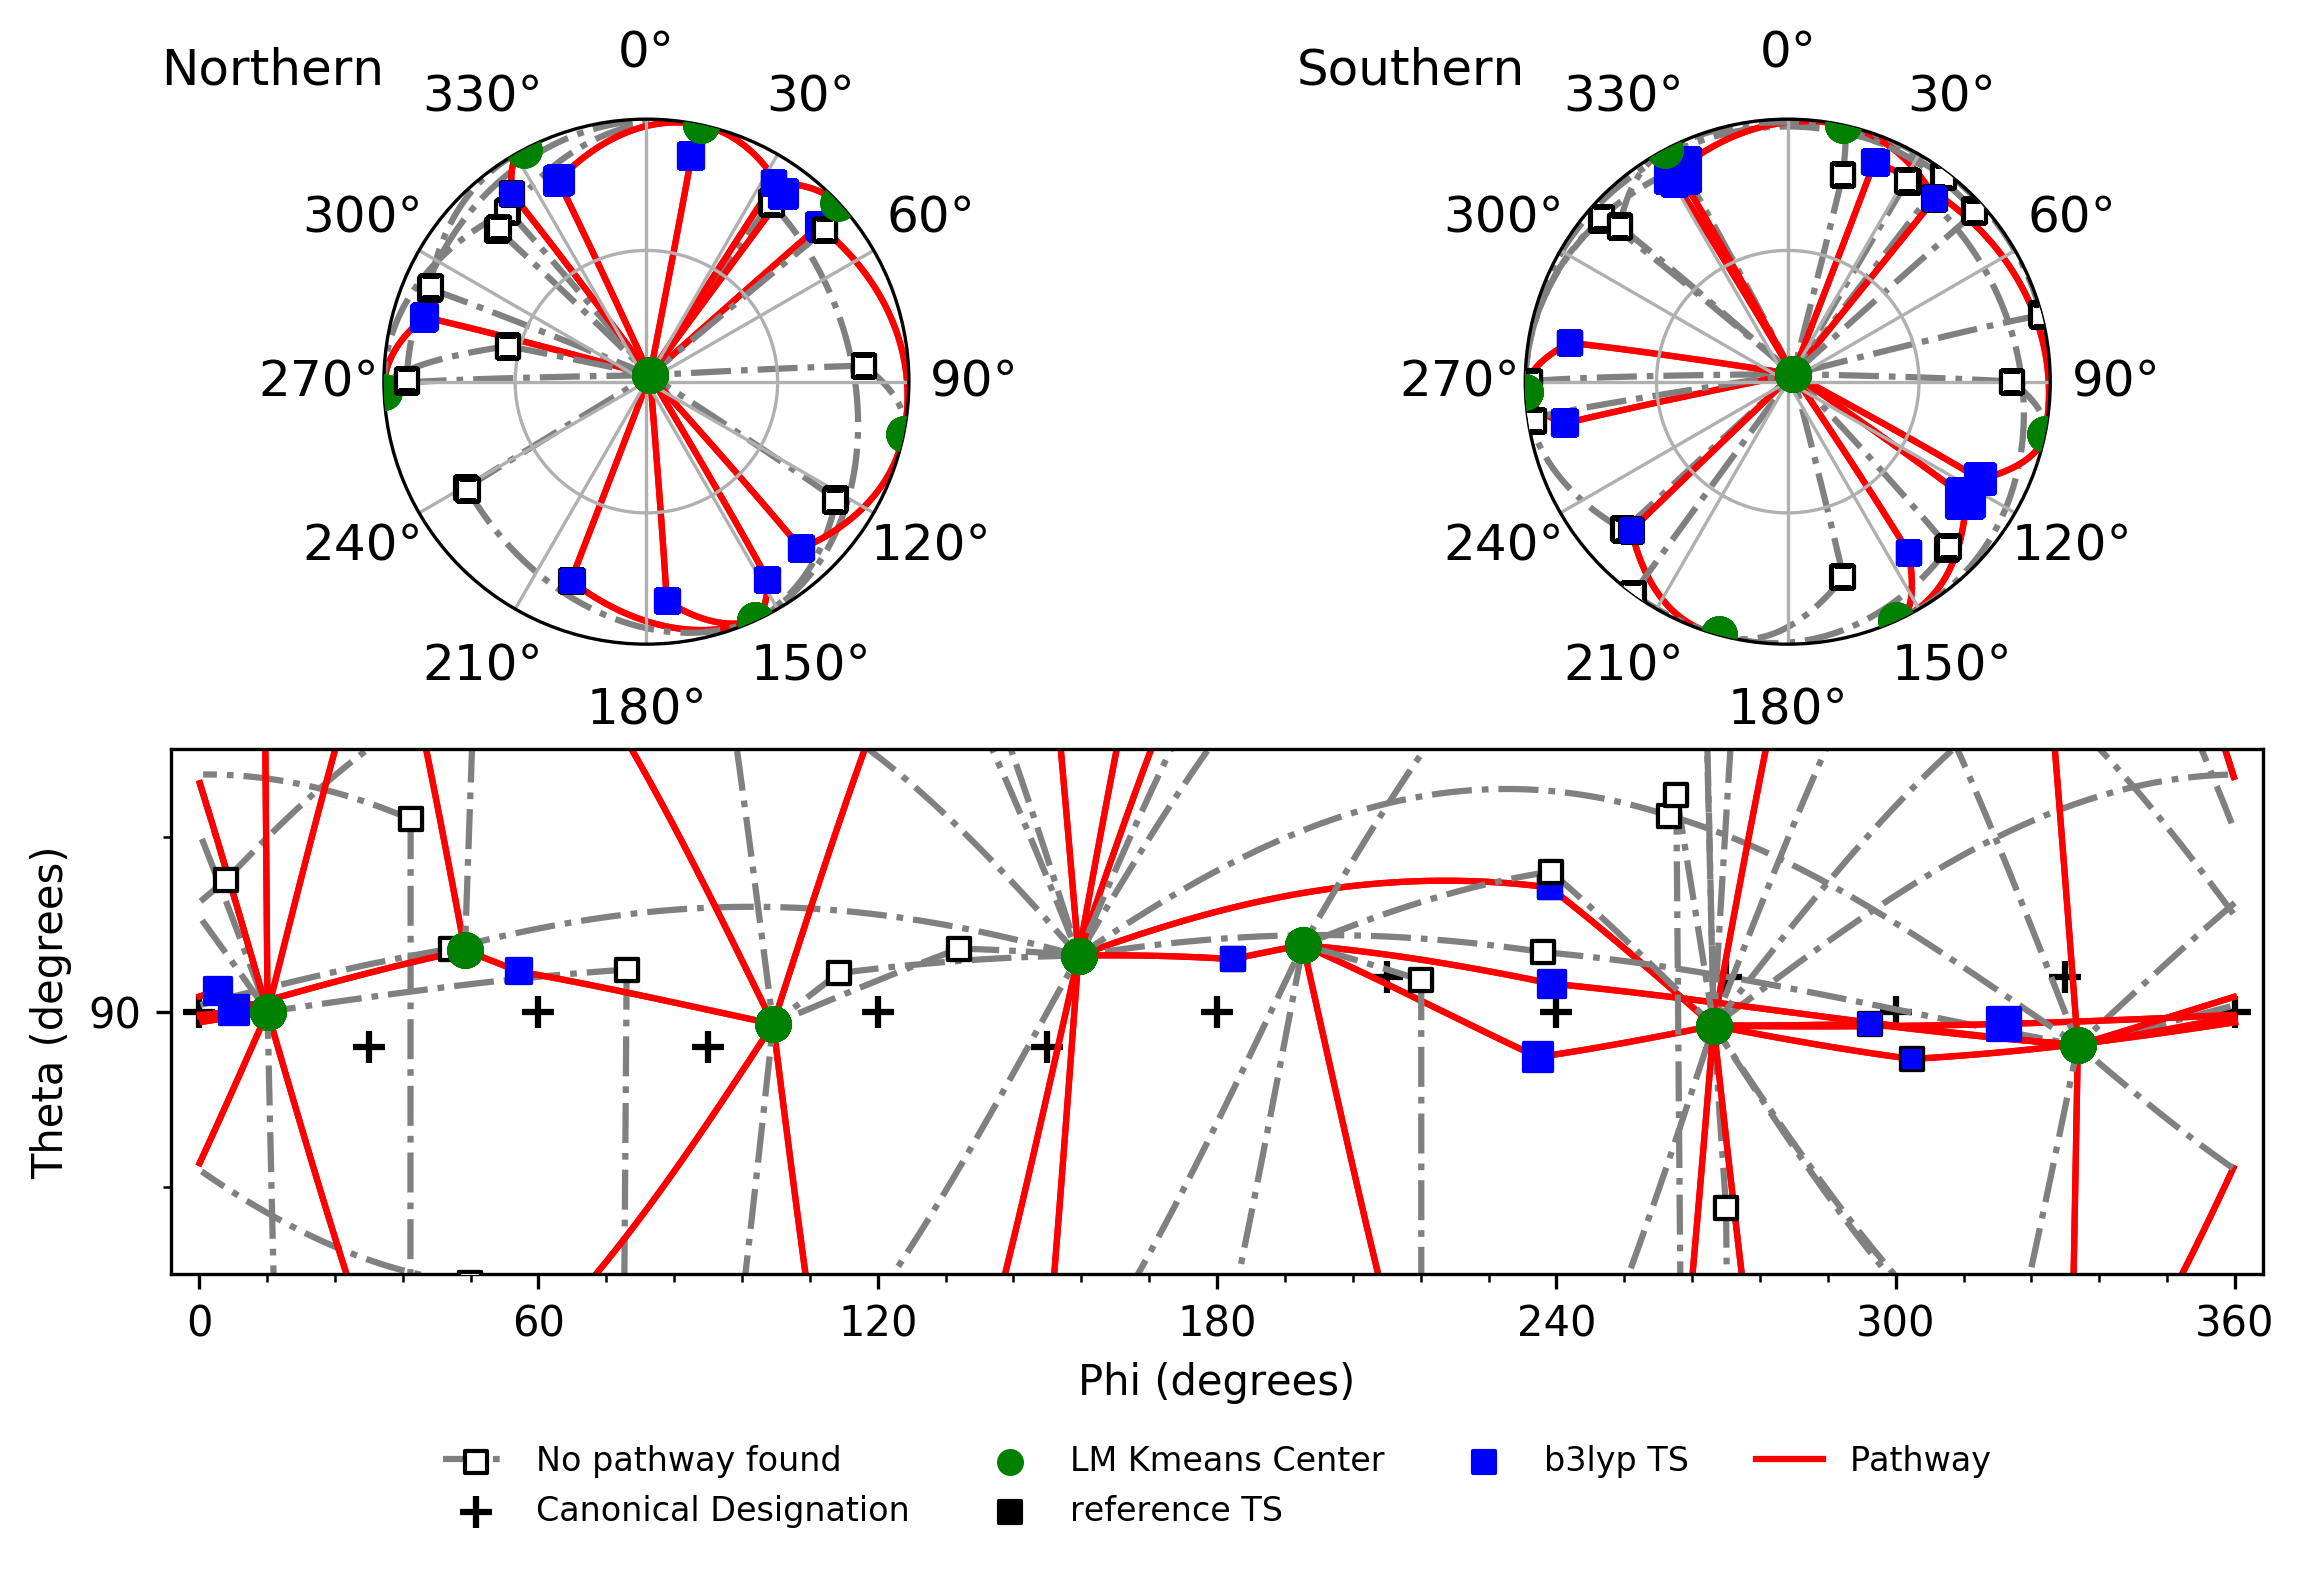 Northern
0°
30°
60°
90°
120°
150°
180°
210°
240°
270°
300°
330°
Southern
0°
30°
60°
90°
120°
150°
180°
210°
240°
270°
300°
330°
Theta (degrees)
90
0 60 120 180 240 300 360
Phi (degrees)
No pathway found
Canonical Designation
LM Kmeans Center
reference TS
b3lyp TS
Pathway